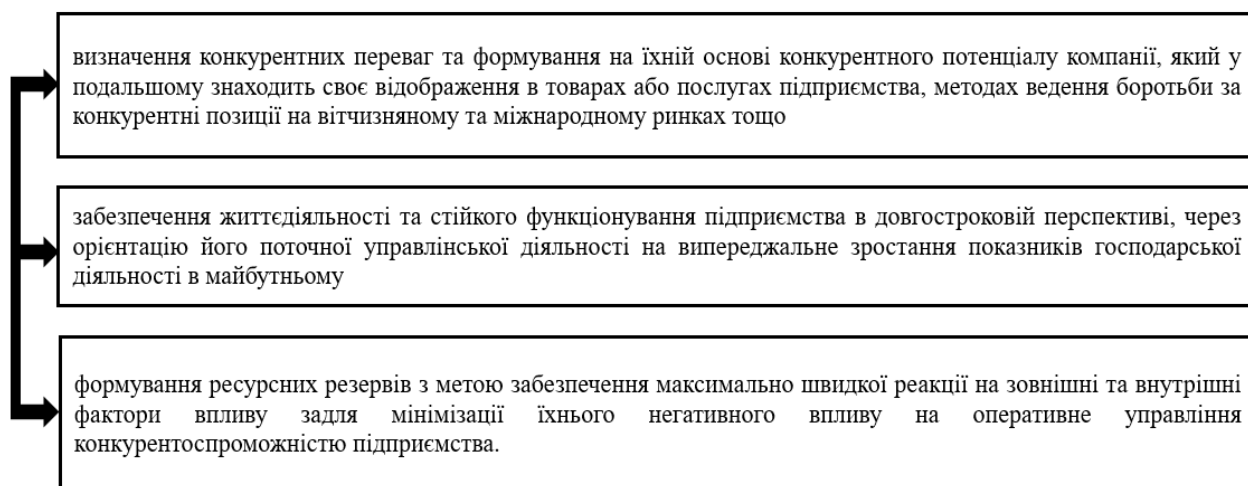 визначення конкурентних переваг та формування на їхній основі конкурентного потенціалу компанії, який у
подальшому знаходить своє відображення в товарах або послугах підприємства, методах ведення боротьби за
конкурентні позиції на вітчизняному та міжнародному ринках тощо
забезпечення життєдіяльності та стійкого функціонування підприємства в довгостроковій перспективі, через
орієнтацію його поточної управлінської діяльності на випереджальне зростання показників господарської
діяльності в майбутньому
формування ресурсних резервів з метою забезпечення максимально швидкої реакції на зовнішні та внутрішні
фактори впливу задля мінімізації їхнього негативного впливу на оперативне управління
конкурентоспроможністю підприємства.